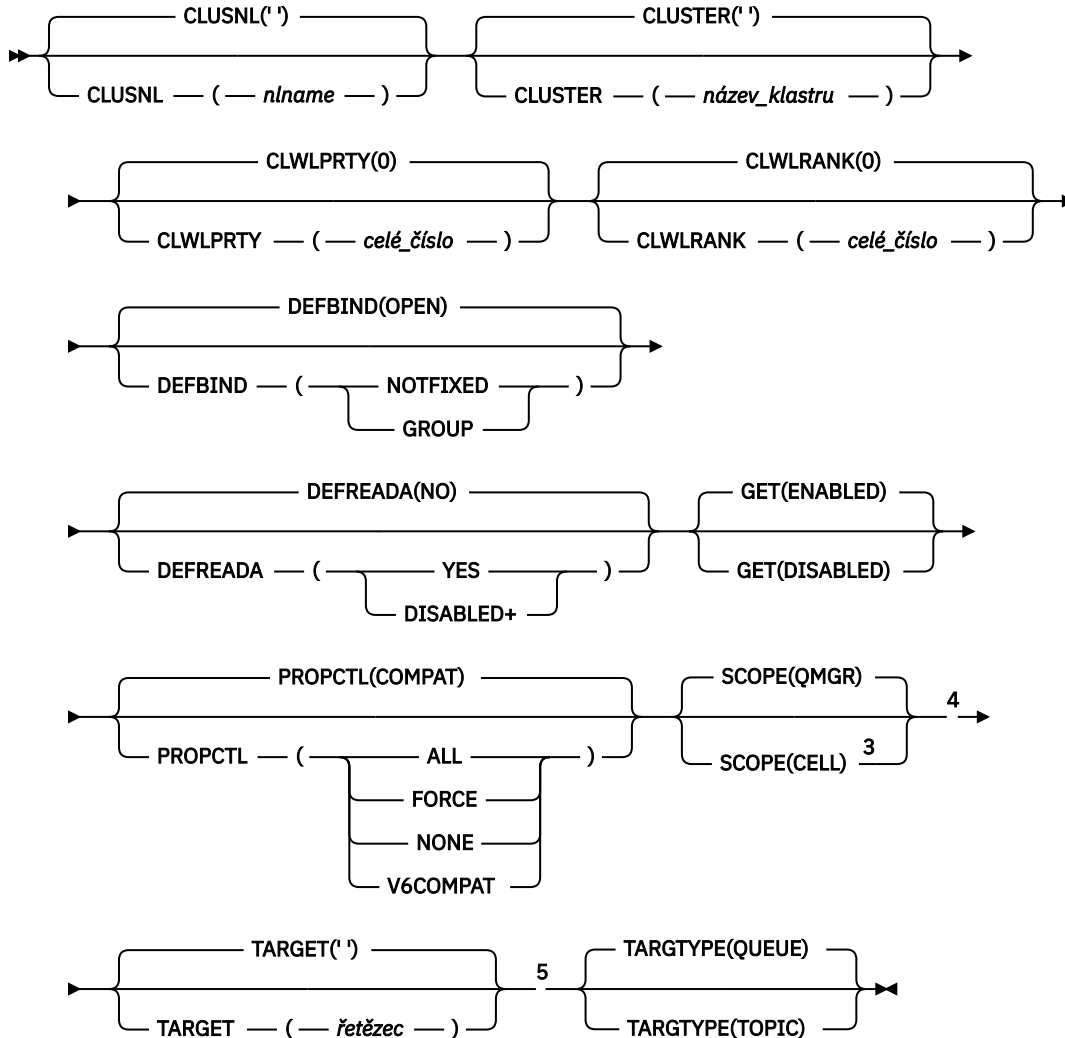 CLUSNL(' ') CLUSTER(' ')
CLUSNL ( nlname ) CLUSTER ( název_klastru )
CLWLPRTY(0) CLWLRANK(0)
CLWLPRTY ( celé_číslo ) CLWLRANK ( celé_číslo )
DEFBIND(OPEN)
DEFBIND ( NOTFIXED )
GROUP
DEFREADA(NO) GET(ENABLED)
DEFREADA ( YES ) GET(DISABLED)
DISABLED+
PROPCTL(COMPAT) SCOPE(QMGR)
4
PROPCTL ( ALL ) SCOPE(CELL) 3
FORCE
NONE
V6COMPAT
TARGET(' ') TARGTYPE(QUEUE)
5
TARGET ( řetězec ) TARGTYPE(TOPIC)